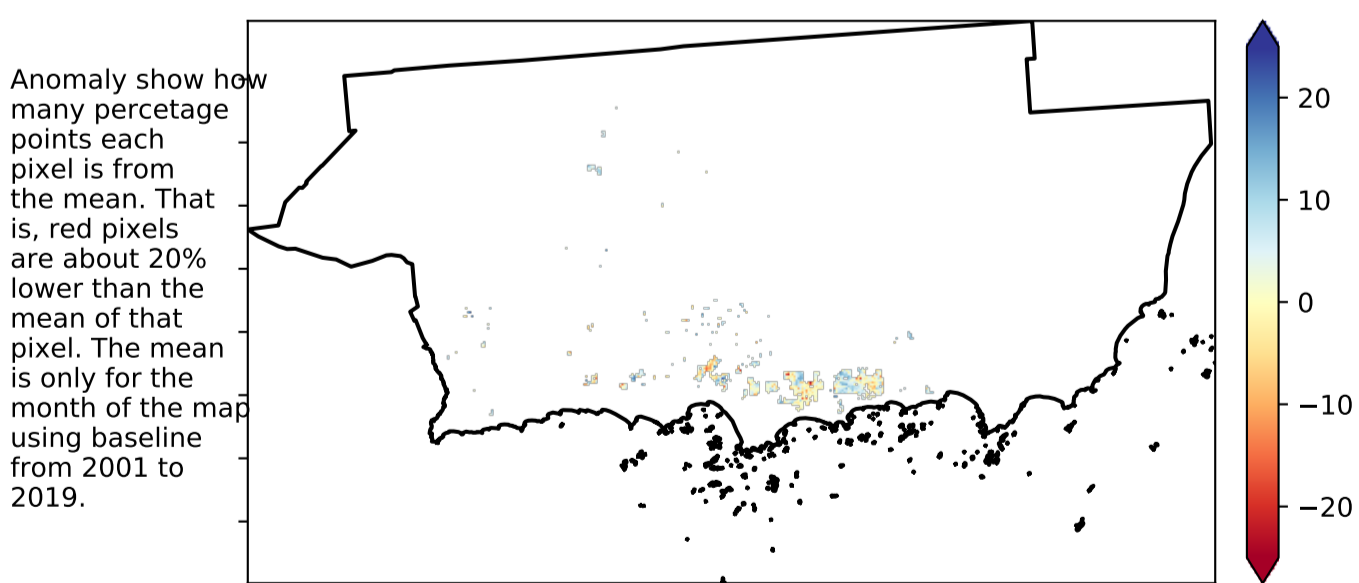 Anomaly show how
many percetage
points each
pixel is from
the mean. That
is, red pixels
are about 20%
lower than the
mean of that
pixel. The mean
is only for the
month of the map
using baseline
from 2001 to
2019.
20
10
0
−10
−20